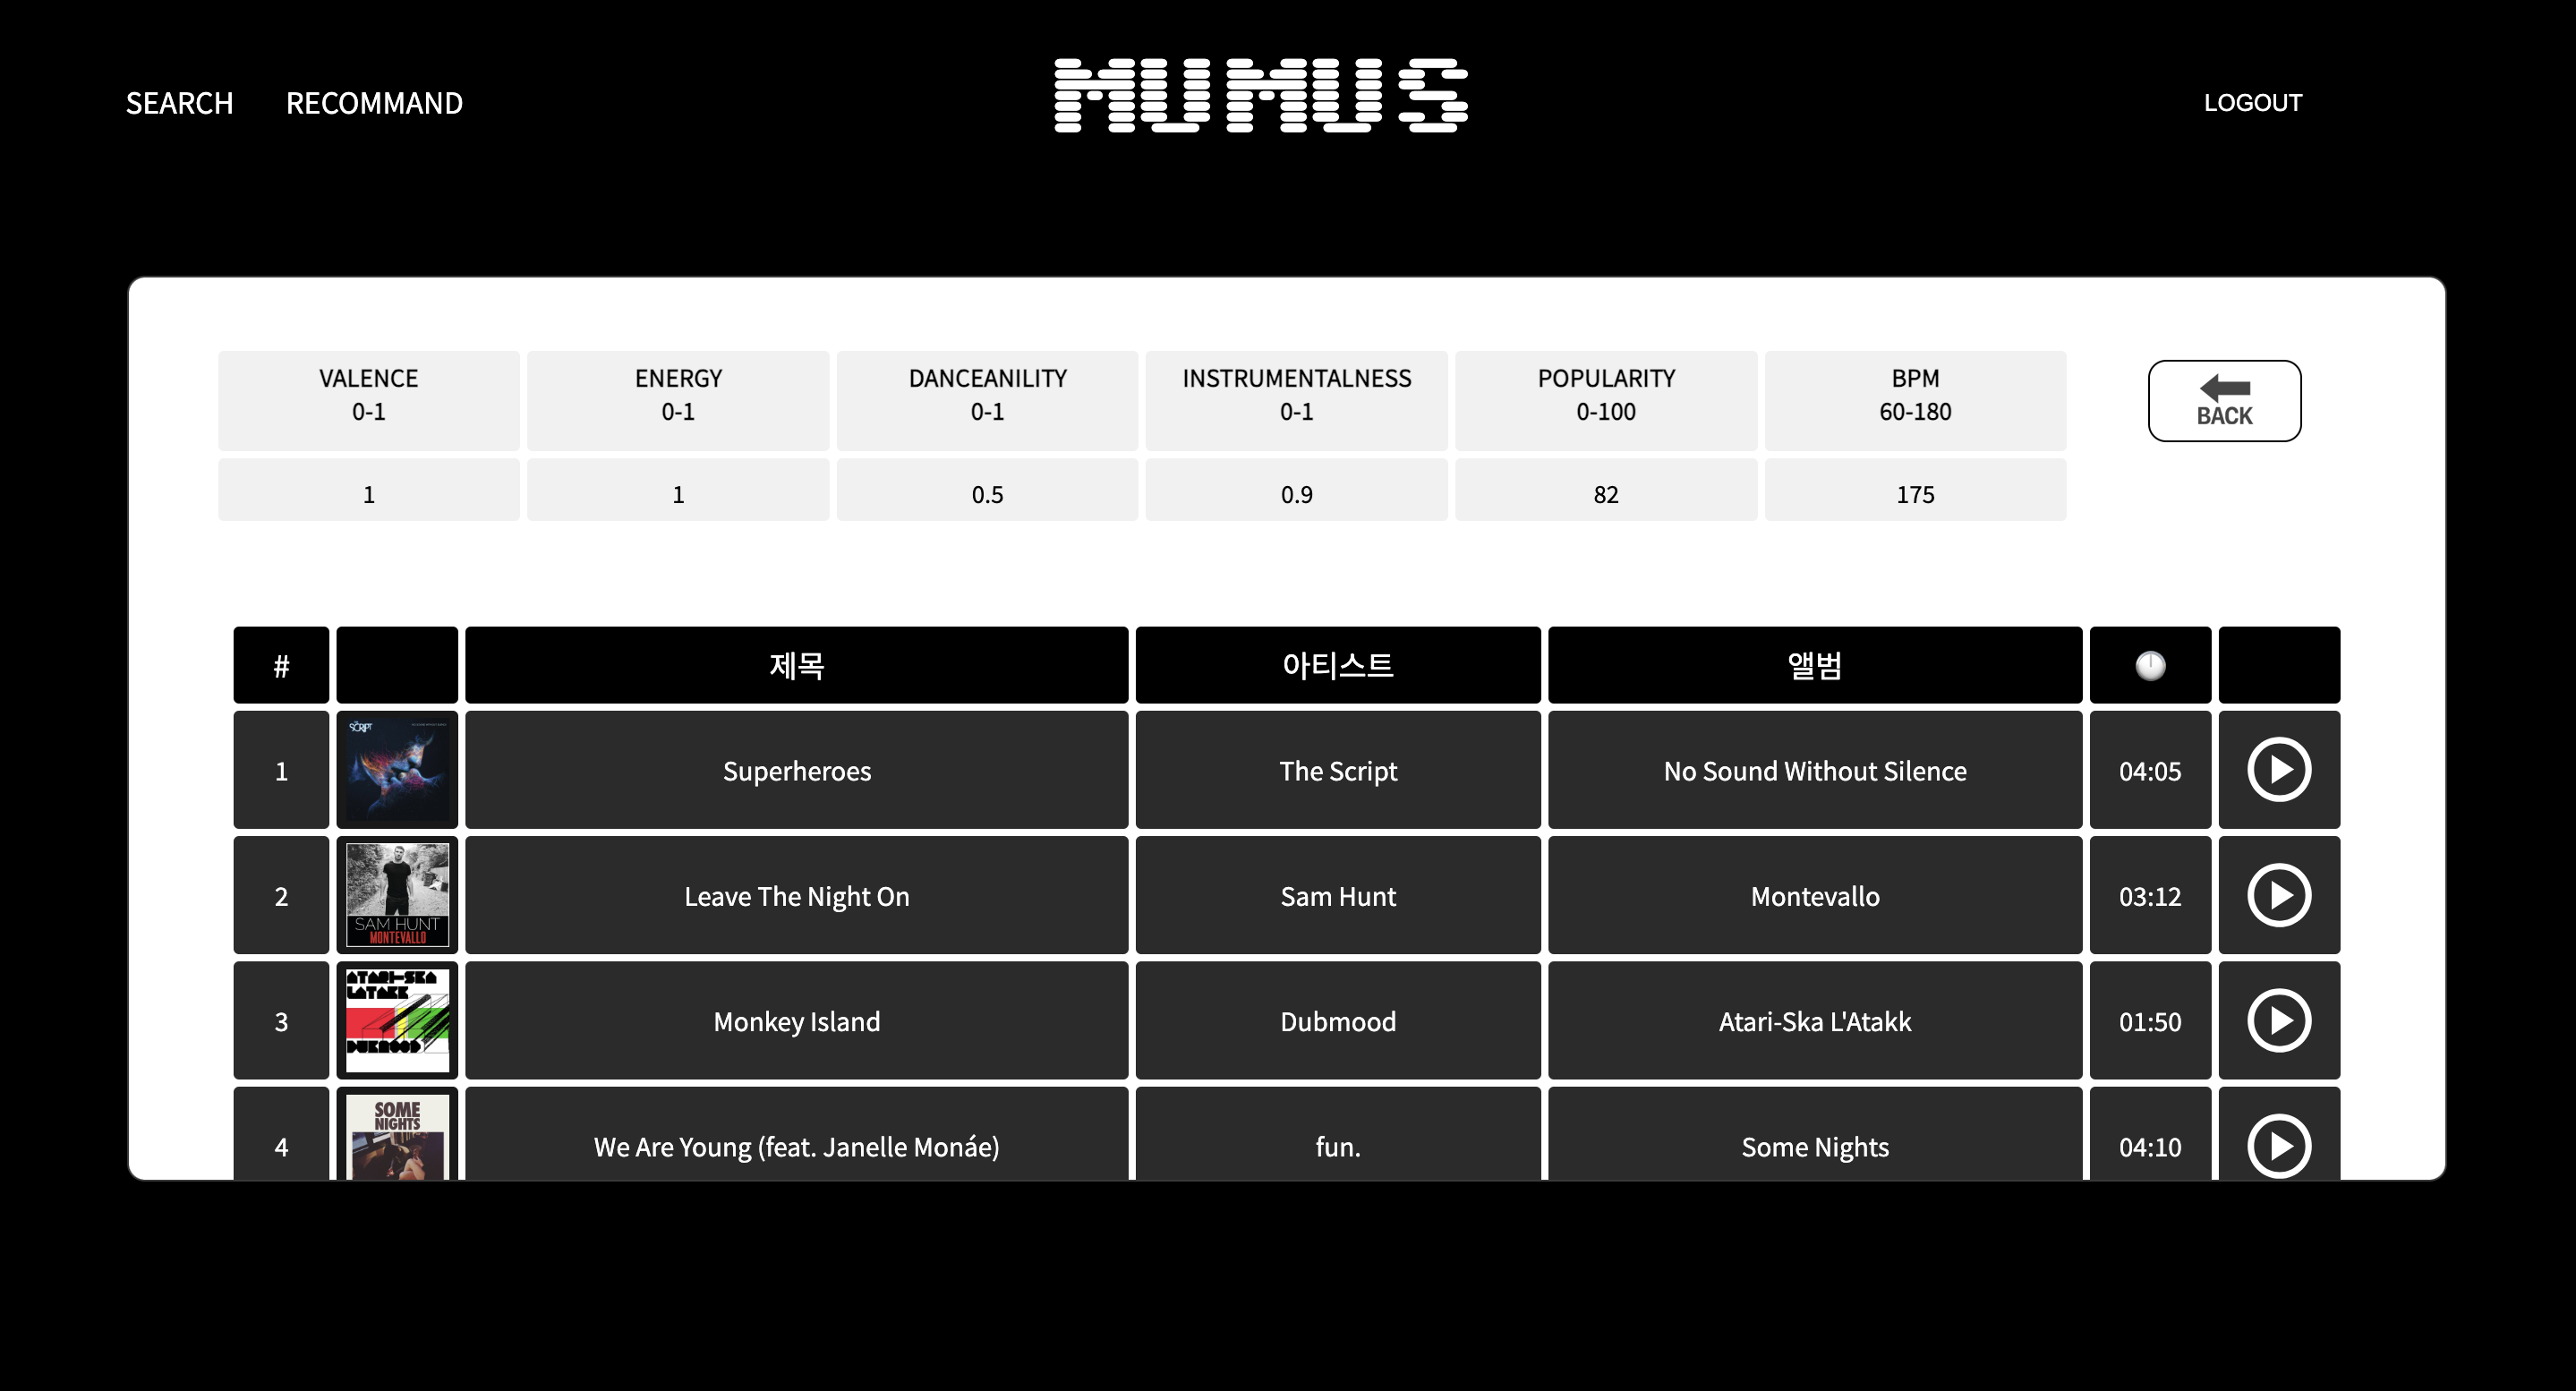 SEARCH RECOMMAND MUMUS LOGOUT
VALENCE ENERGY DANCEANILITY INSTRUMENTALNESS POPULARITY BPM
0-1 0-1 0-1 0-1 0-100 60-180
BACK
1 1 0.5 0.9 82 175
# 제목 아티스트 앨범
SCRIPT
1 Superheroes The Script No Sound Without Silence 04:05
2 Leave The Night On Sam Hunt Montevallo 03:12
SAM HUNT
MONTEVALLO
ATARI-SKA
LATAKK
3 Monkey Island Dubmood Atari-Ska L'Atakk 01:50
DUBMOOD
SOME
NIGHTS
4 We Are Young (feat. Janelle Monáe) fun. Some Nights 04:10